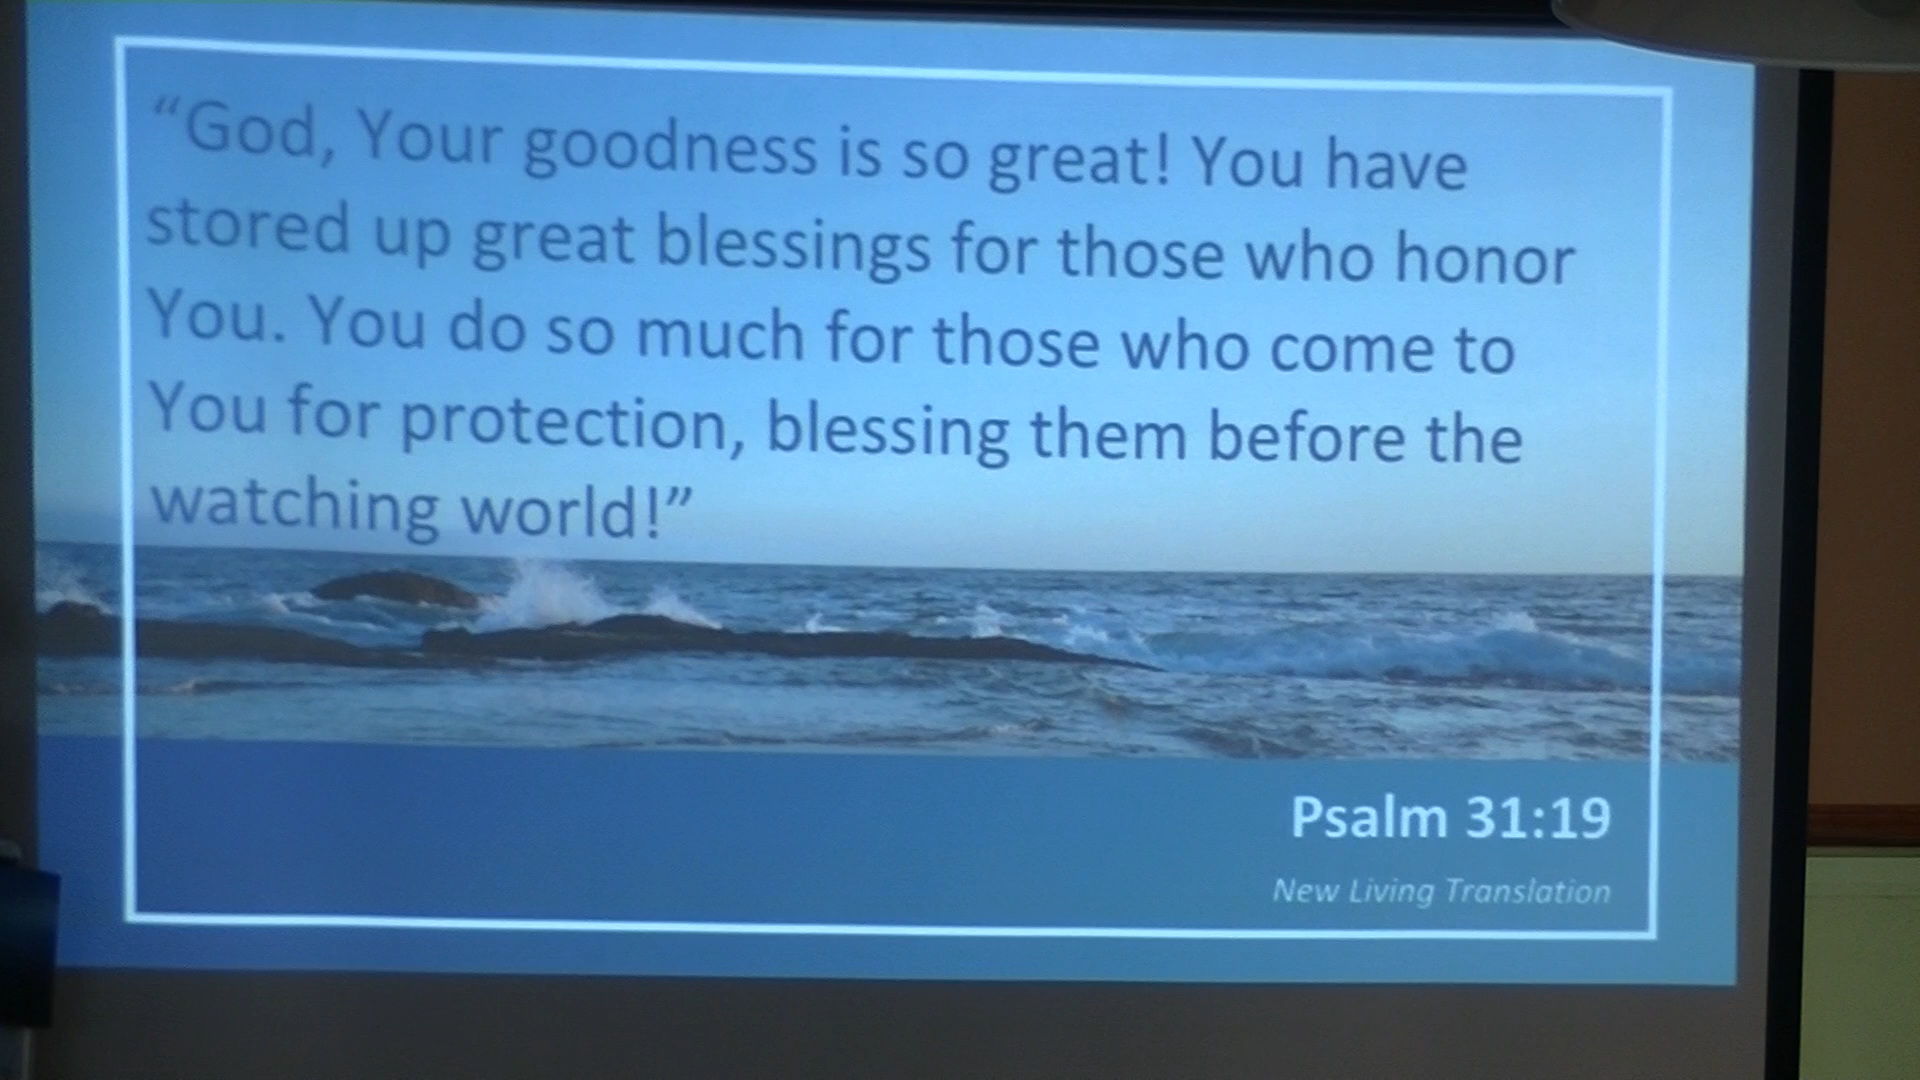 “God, Your goodness is so great! You have
stored up great blessings for those who honor
You. You do so much for those who come to
You for protection, blessing them before the
watching world!”
Psalm 31:19
New Living Translation